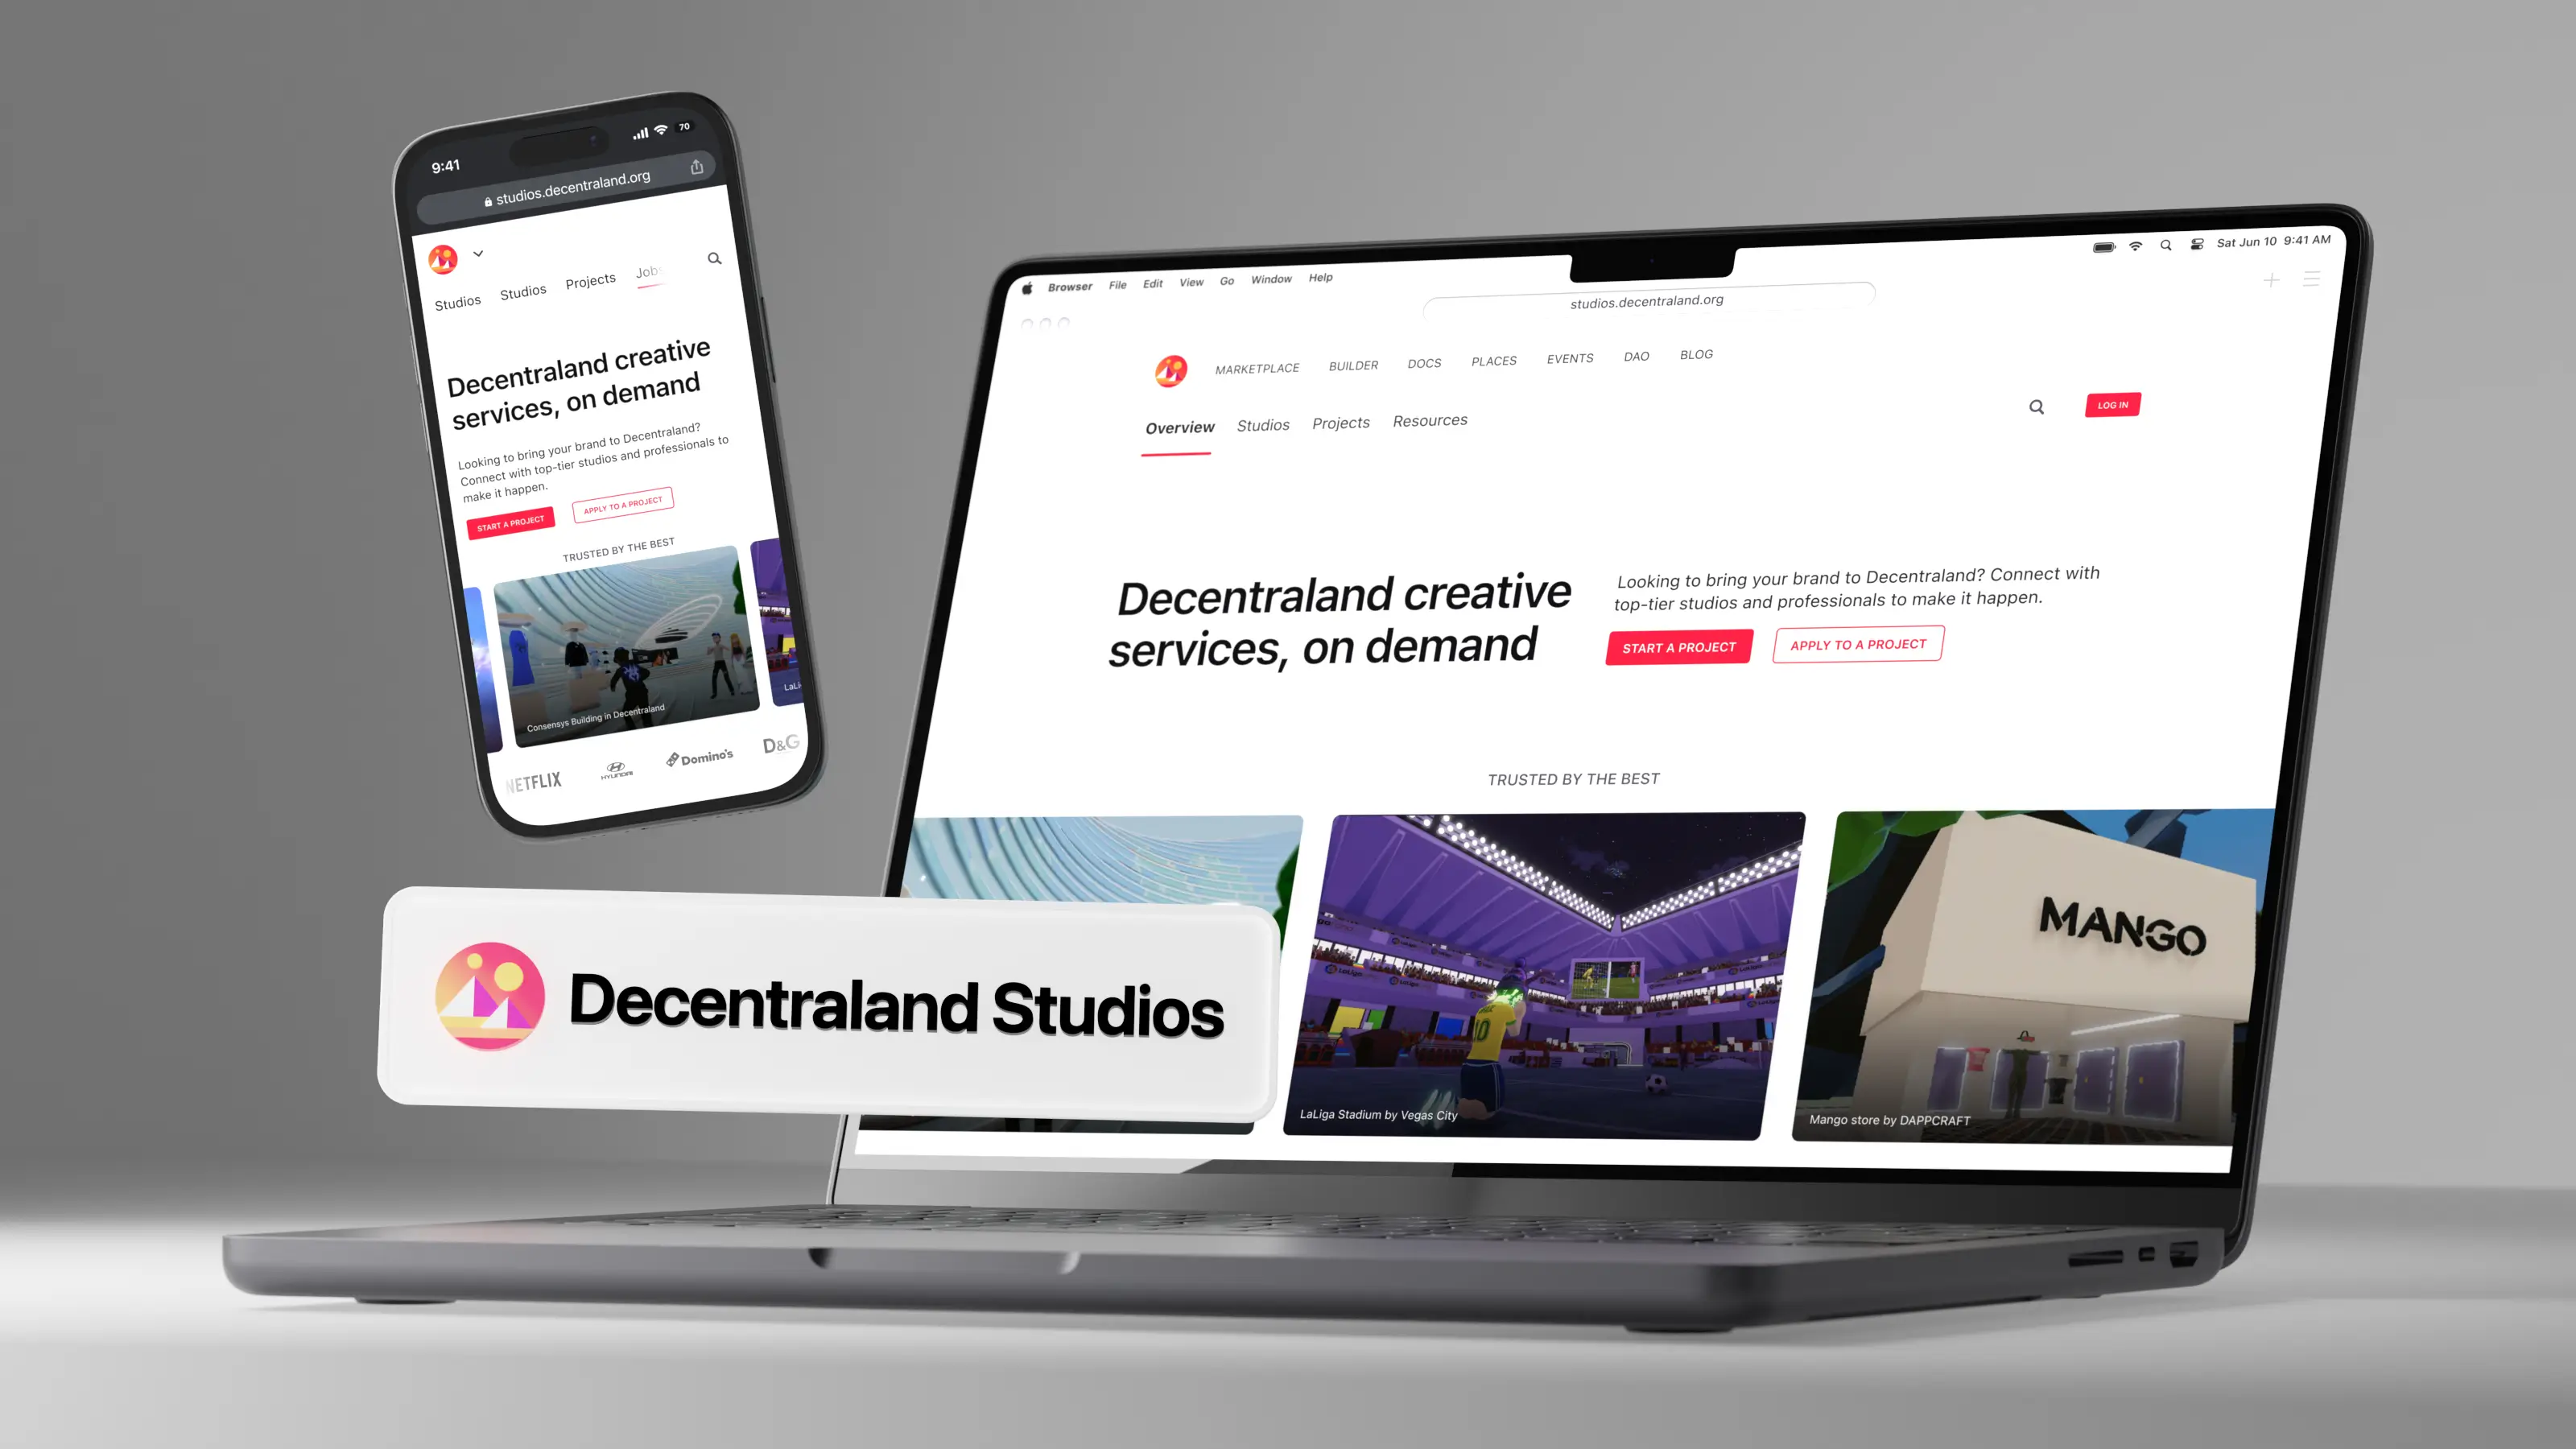 9:41
70
studios.decentraland.org
Studios
Studios
Projects
Jobs
Decentraland creative
services, on demand
Looking to bring your brand to Decentraland?
Connect with top-tier studios and professionals to
make it happen.
START A PROJECT
APPLY TO A PROJECT
TRUSTED BY THE BEST
Consensys Building in Decentraland
LaLi
NETFLIX
HYUNDAI
Domino's
D&G
Browser File Edit View Go Window Help
Sat Jun 10 9:41 AM
studios.decentraland.org
MARKETPLACE BUILDER DOCS PLACES EVENTS DAO BLOG
Overview Studios Projects Resources
LOG IN
Decentraland creative
services, on demand
Looking to bring your brand to Decentraland? Connect with
top-tier studios and professionals to make it happen.
START A PROJECT
APPLY TO A PROJECT
TRUSTED BY THE BEST
LaLiga
LaLiga
10
LaLiga Stadium by Vegas City
MANGO
Mango store by DAPPCRAFT
Decentraland Studios